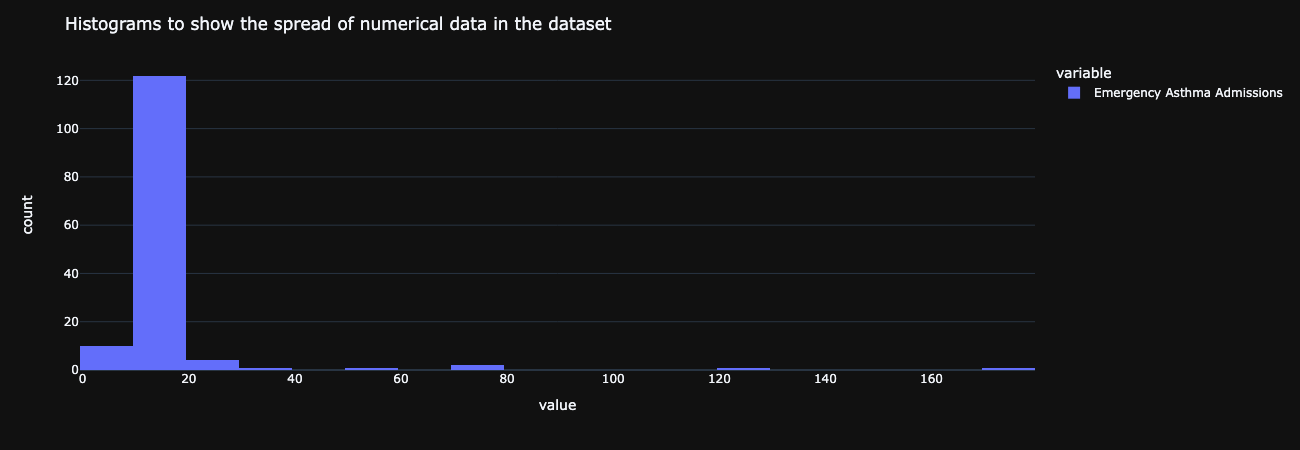 Histograms to show the spread of numerical data in the dataset
variable
Emergency Asthma Admissions
120
100
80
60
40
20
0
count
0 20 40 60 80 100 120 140 160
value